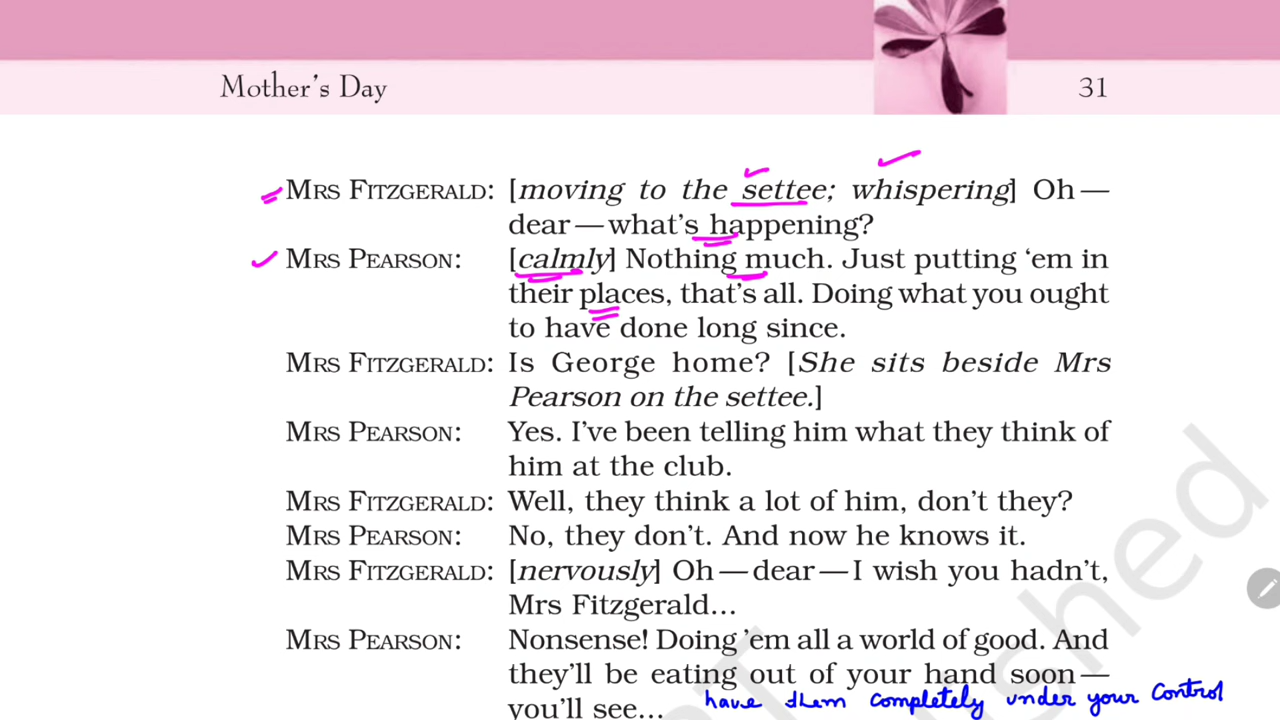 Mother's Day 31
MRS FITZGERALD: [moving to the settee; whispering] Oh—
dear—what's happening?
MRS PEARSON: [calmly] Nothing much. Just putting ‘em in
their places, that's all. Doing what you ought
to have done long since.
MRS FITZGERALD: Is George home? [She sits beside Mrs
Pearson on the settee.]
MRS PEARSON: Yes. I've been telling him what they think of
him at the club.
MRS FITZGERALD: Well, they think a lot of him, don't they?
MRS PEARSON: No, they don't. And now he knows it.
MRS FITZGERALD: [nervously] Oh—dear—I wish you hadn't,
Mrs Fitzgerald...
MRS PEARSON: Nonsense! Doing ’em all a world of good. And
they'll be eating out of your hand soon—
you'll see...
have them completely under your control